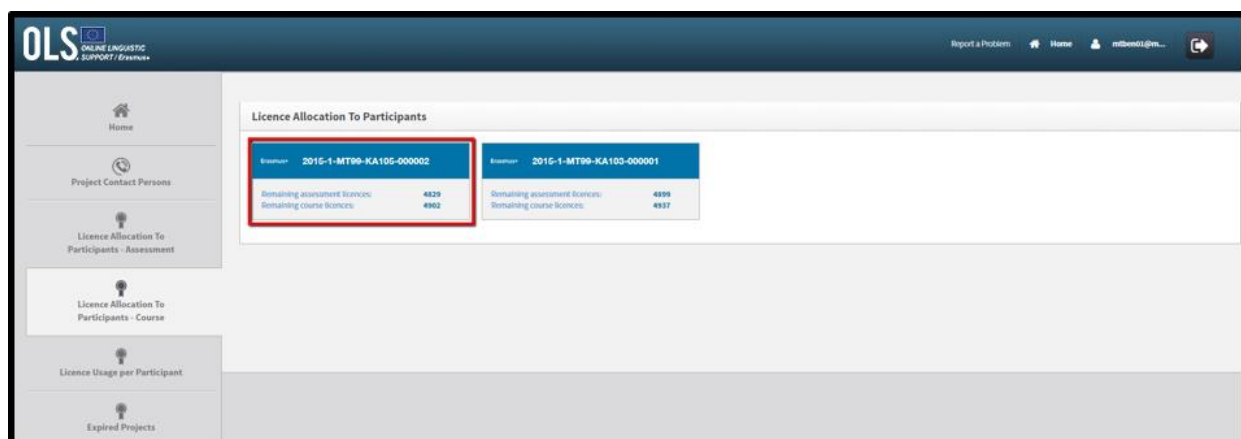 OLS ONLINE LINGUISTIC
SUPPORT / Erasmus+
Report a Problem Home mtben01@m...
Home
Project Contact Persons
Licence Allocation To
Participants - Assessment
Licence Allocation To
Participants - Course
Licence Usage per Participant
Expired Projects
Licence Allocation To Participants
Erasmus+ 2015-1-MT99-KA105-000002
Remaining assessment licences: 4829
Remaining course licences: 4902
Erasmus+ 2015-1-MT99-KA103-000001
Remaining assessment licences: 4899
Remaining course licences: 4937